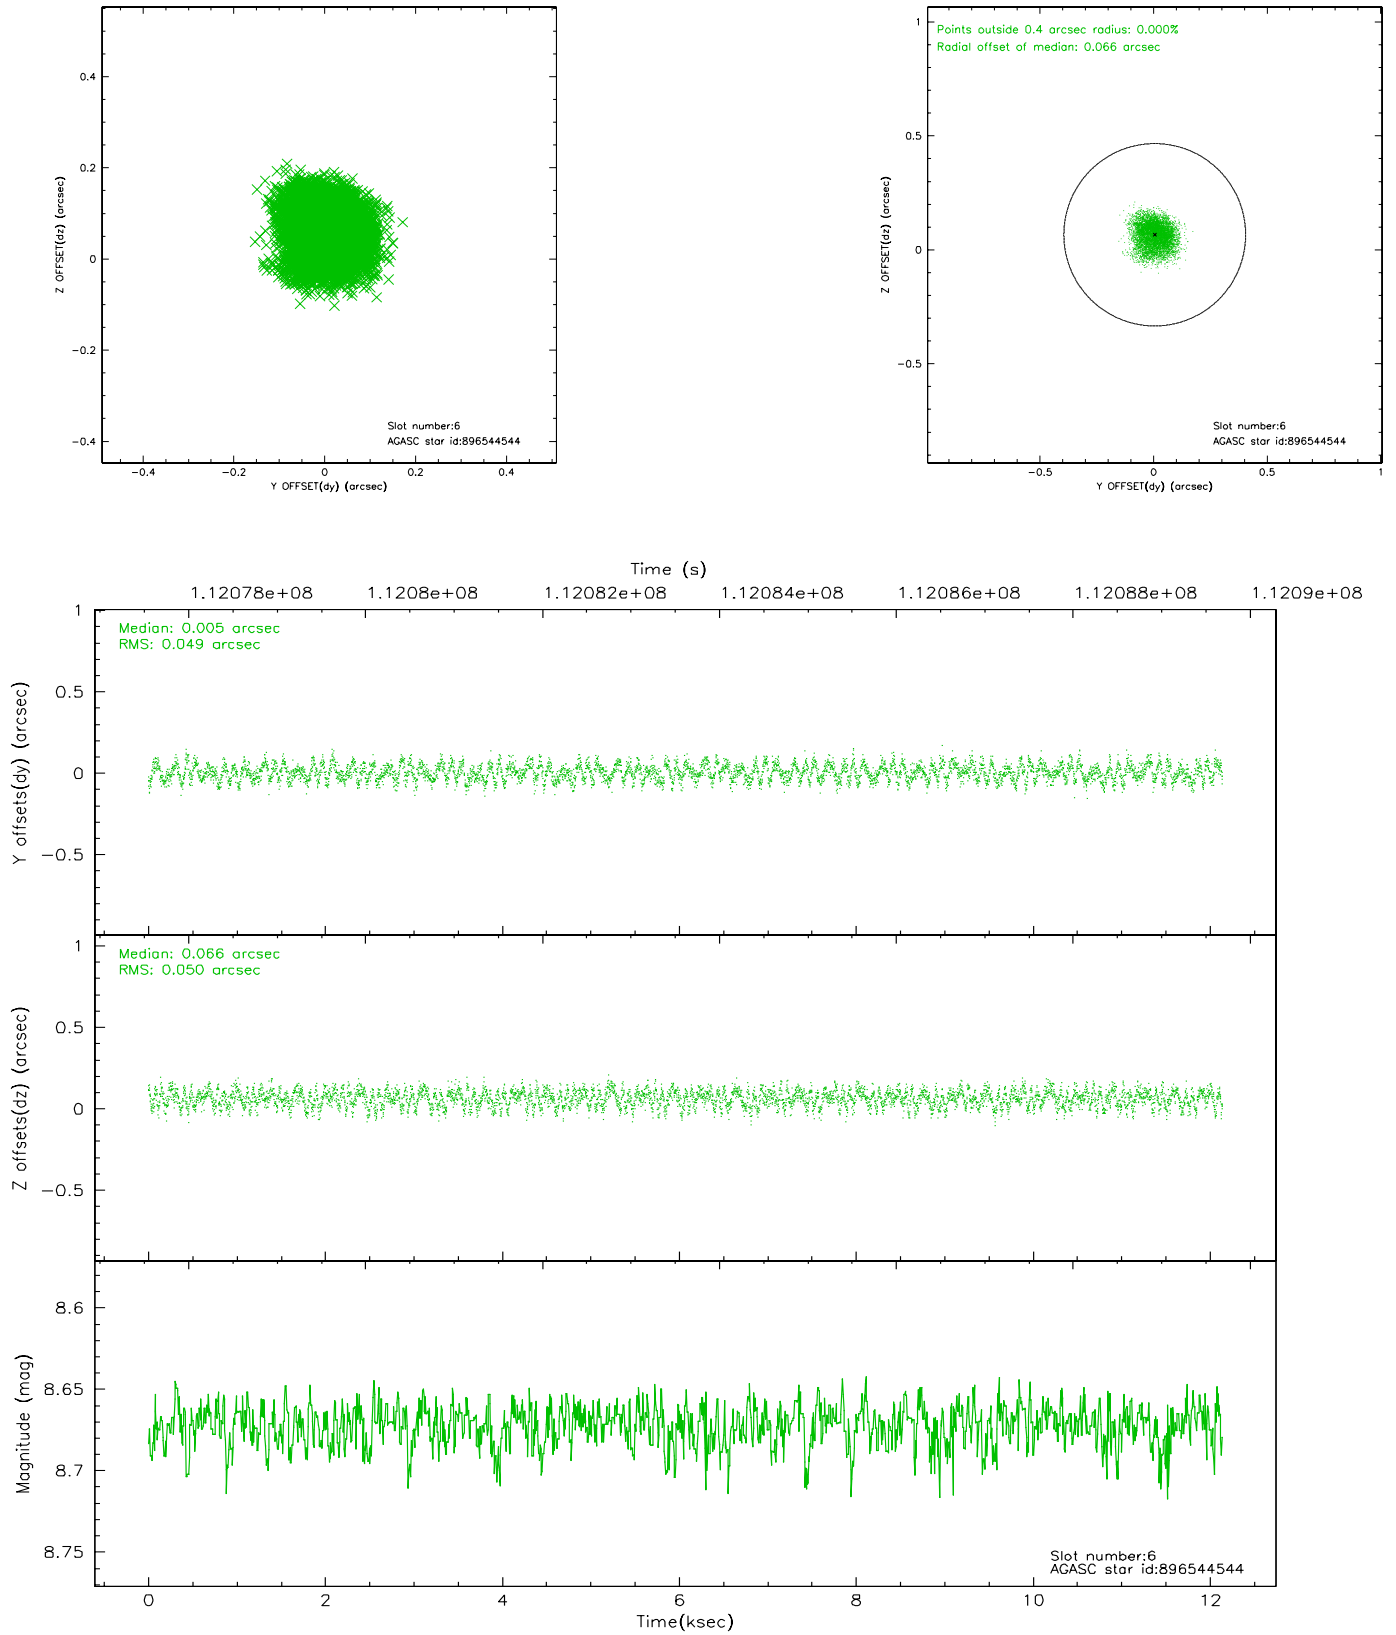 0.4
0.2
0
−0.2
−0.4
Z OFFSET(dz) (arcsec)
−0.4
−0.2
0
0.2
0.4
Y OFFSET(dy) (arcsec)
Slot number:6
AGASC star id:896544544
Points outside 0.4 arcsec radius: 0.000%
Radial offset of median: 0.066 arcsec
1
0.5
0
−0.5
Z OFFSET(dz) (arcsec)
−0.5
0
0.5
1
Y OFFSET(dy) (arcsec)
Slot number:6
AGASC star id:896544544
Time (s)
1.12078e+08
1.1208e+08
1.12082e+08
1.12084e+08
1.12086e+08
1.12088e+08
1.1209e+08
Median: 0.005 arcsec
RMS: 0.049 arcsec
1
0.5
0
−0.5
Y offsets(dy) (arcsec)
Median: 0.066 arcsec
RMS: 0.050 arcsec
1
0.5
0
−0.5
Z offsets(dz) (arcsec)
8.6
8.65
8.7
8.75
Magnitude (mag)
Slot number:6
AGASC star id:896544544
0
2
4
6
8
10
12
Time(ksec)